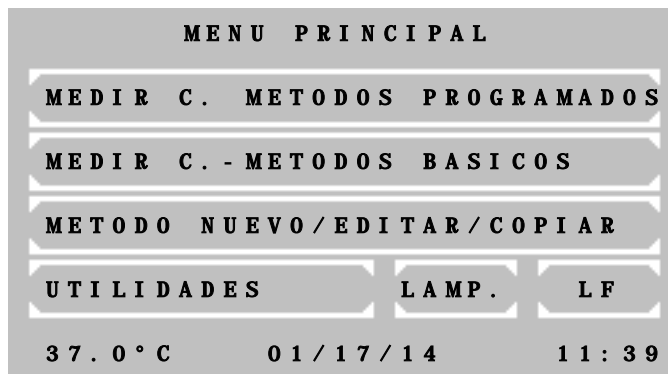 MENU PRINCIPAL
MEDIR C. METODOS PROGRAMADOS
MEDIR C.-METODOS BASICOS
METODO NUEVO/EDITAR/COPIAR
UTILIDADES LAMP. LF
37.0°C 01/17/14 11:39